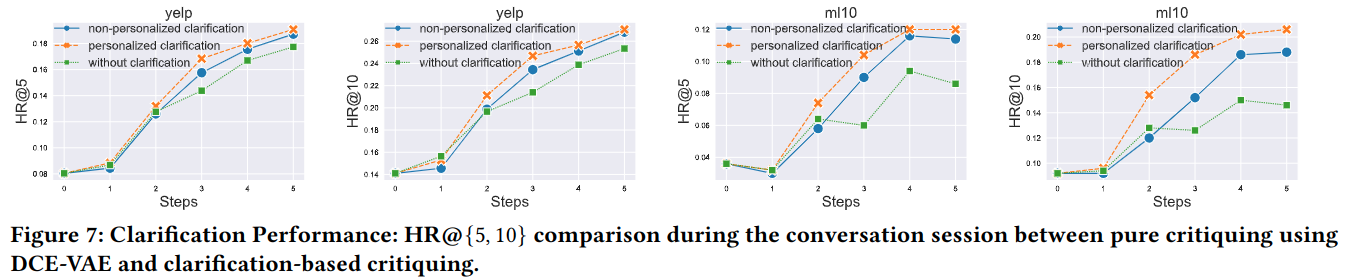 yelp
non-personalized clarification
personalized clarification
without clarification
HR@5
0.18
0.16
0.14
0.12
0.10
0.08
0 1 2 3 4 5
Steps
yelp
non-personalized clarification
personalized clarification
without clarification
HR@10
0.26
0.24
0.22
0.20
0.18
0.16
0.14
0 1 2 3 4 5
Steps
ml10
non-personalized clarification
personalized clarification
without clarification
HR@5
0.12
0.10
0.08
0.06
0.04
0 1 2 3 4 5
Steps
ml10
non-personalized clarification
personalized clarification
without clarification
HR@10
0.20
0.18
0.16
0.14
0.12
0.10
0 1 2 3 4 5
Steps
Figure 7: Clarification Performance: HR@{5, 10} comparison during the conversation session between pure critiquing using
DCE-VAE and clarification-based critiquing.